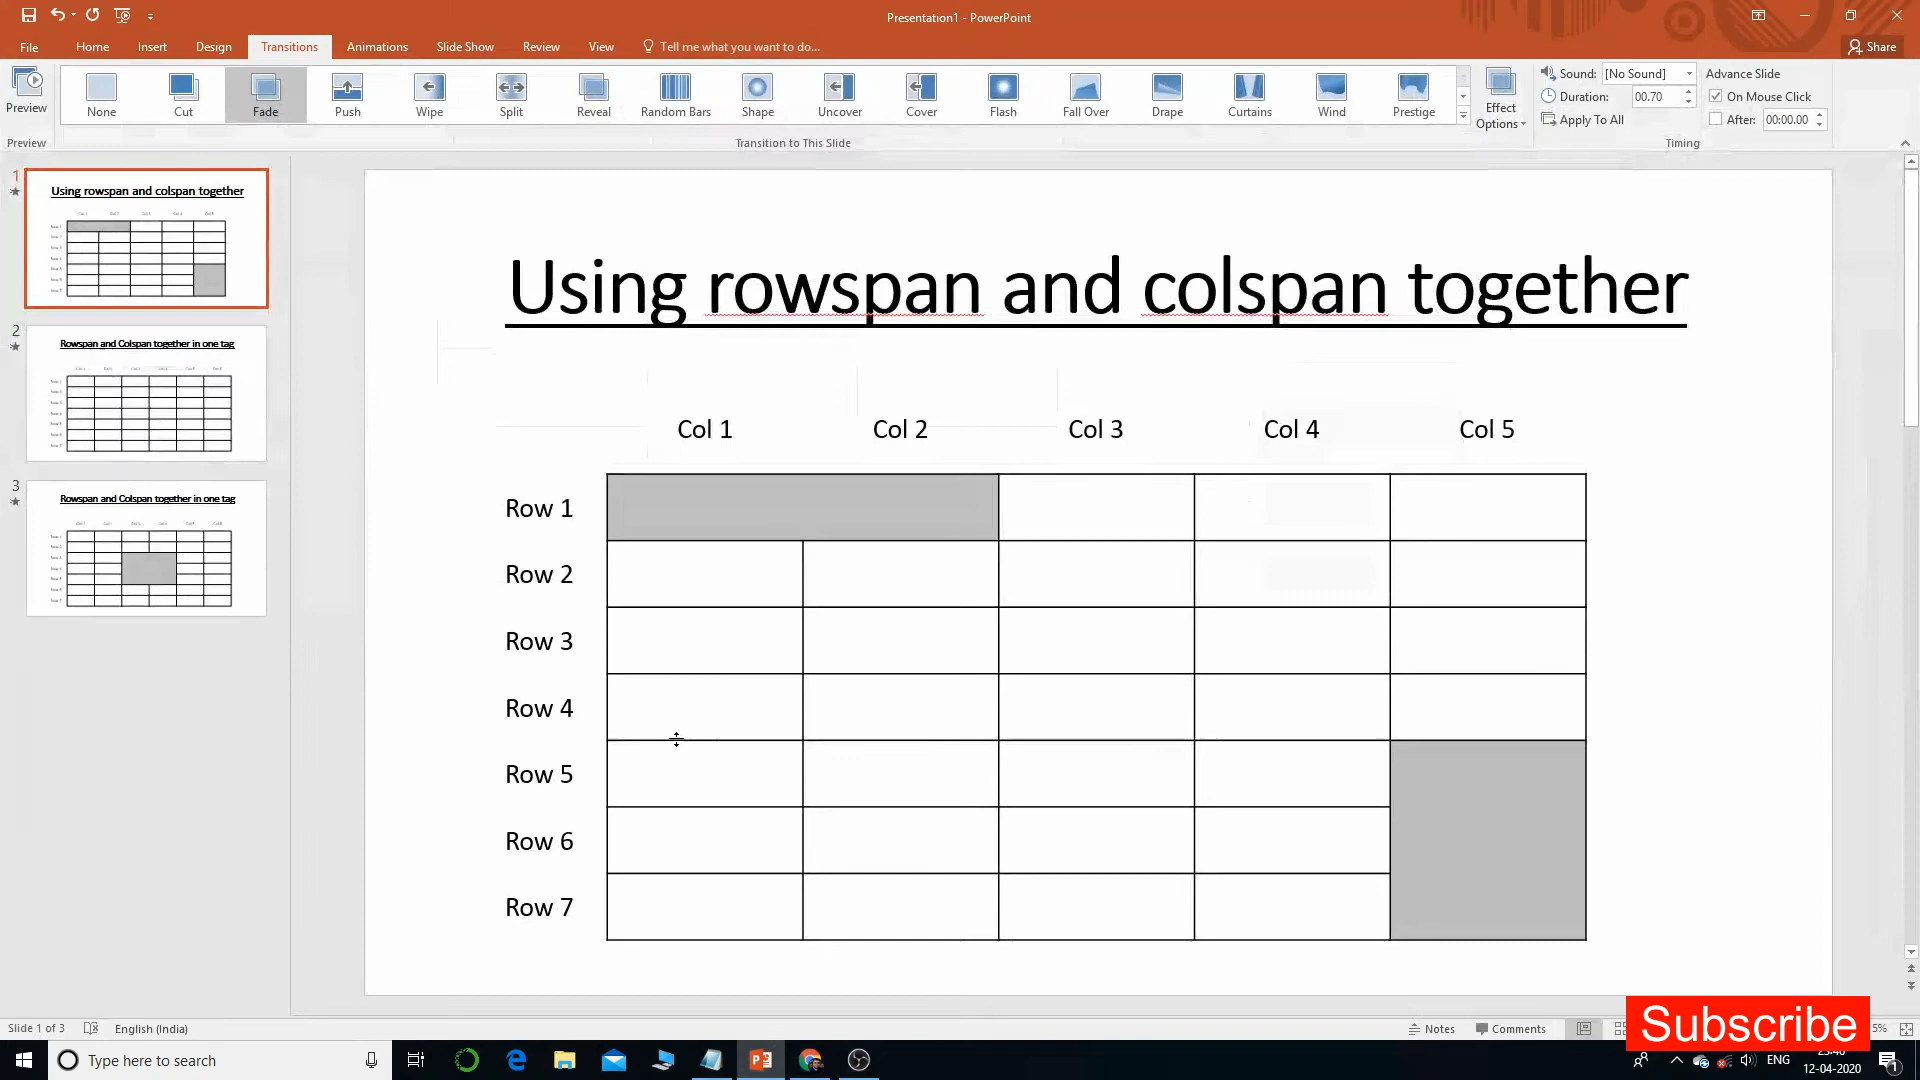 Presentation1 - PowerPoint
File Home Insert Design Transitions Animations Slide Show Review View Tell me what you want to do... Share
Preview None Cut Fade Push Wipe Split Reveal Random Bars Shape Uncover Cover Flash Fall Over Drape Curtains Wind Prestige Effect Options
Sound: [No Sound] Advance Slide
Duration: 00.70 On Mouse Click
Apply To All After: 00:00.00
Preview Transition to This Slide Timing
1
Using rowspan and colspan together
2
Rowspan and Colspan together in one tag
3
Rowspan and Colspan together in one tag
Using rowspan and colspan together
Col 1 Col 2 Col 3 Col 4 Col 5
Row 1
Row 2
Row 3
Row 4
Row 5
Row 6
Row 7
Slide 1 of 3 English (India) Notes Comments
Subscribe
Type here to search
ENG
12-04-2020